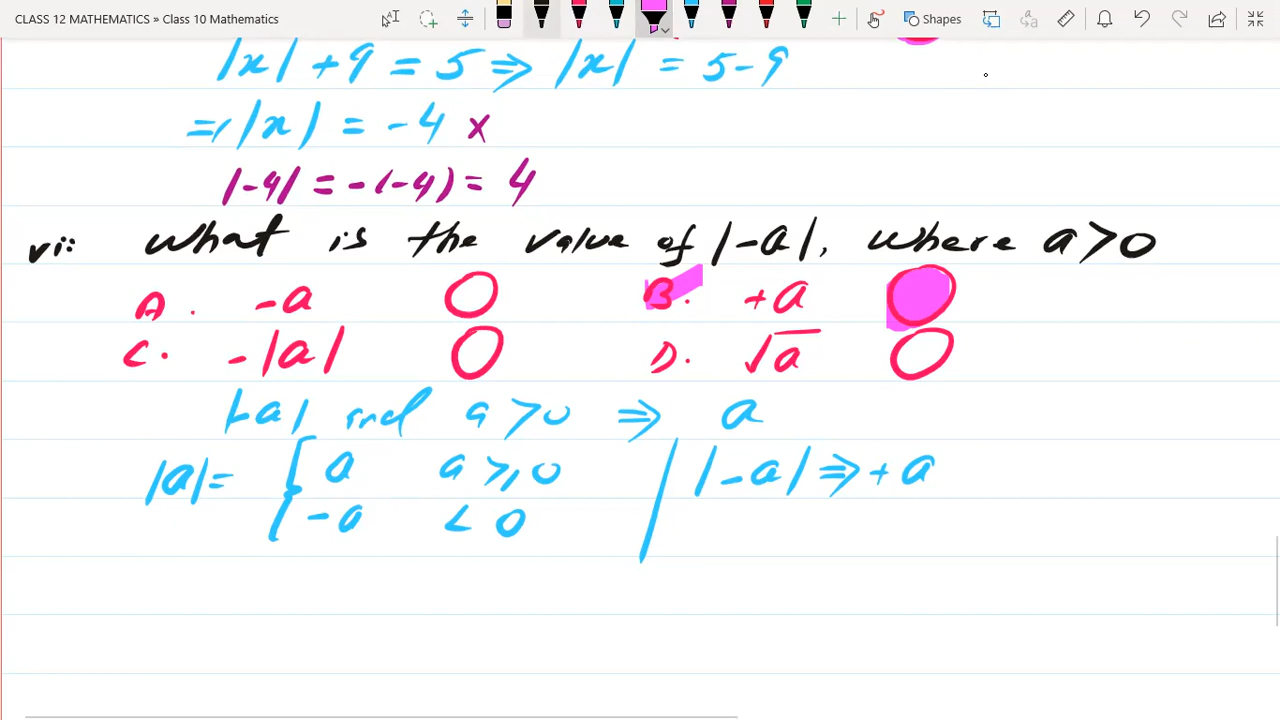 CLASS 12 MATHEMATICS » Class 10 Mathematics
Shapes
|x| + 9 = 5 ⇒ |x| = 5-9
⇒ |x| = -4 ×
|-4| = -(-4) = 4
vi: What is the value of |-a|, where a>0
A. -a B. +a
C. -|a| D. √a
|-a| and a>0 ⇒ a
|a| = { a a ≥ 0 | |-a| ⇒ +a
-a < 0